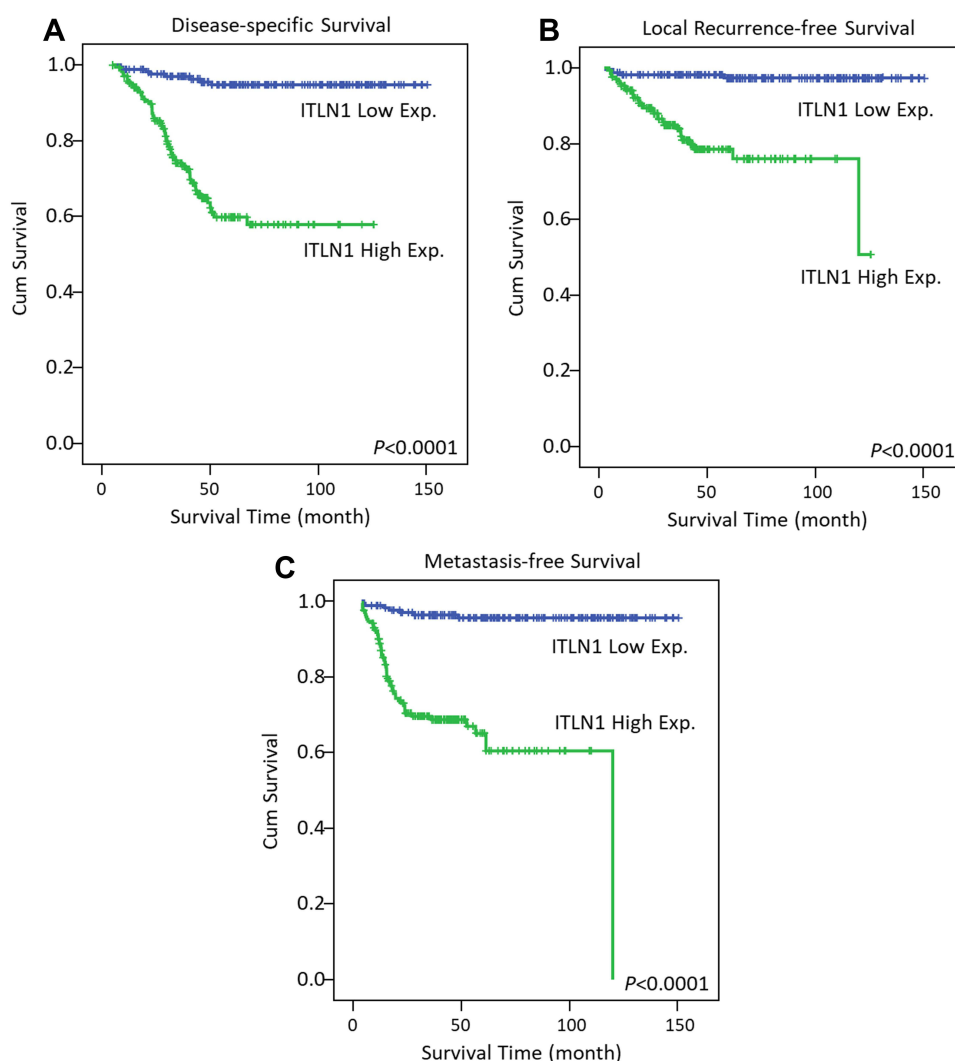 A
Disease-specific Survival
1.0
0.8
0.6
0.4
0.2
0.0
Cum Survival
ITLN1 Low Exp.
ITLN1 High Exp.
P<0.0001
0 50 100 150
Survival Time (month)
B
Local Recurrence-free Survival
1.0
0.8
0.6
0.4
0.2
0.0
Cum Survival
ITLN1 Low Exp.
ITLN1 High Exp.
P<0.0001
0 50 100 150
Survival Time (month)
C
Metastasis-free Survival
1.0
0.8
0.6
0.4
0.2
0.0
Cum Survival
ITLN1 Low Exp.
ITLN1 High Exp.
P<0.0001
0 50 100 150
Survival Time (month)